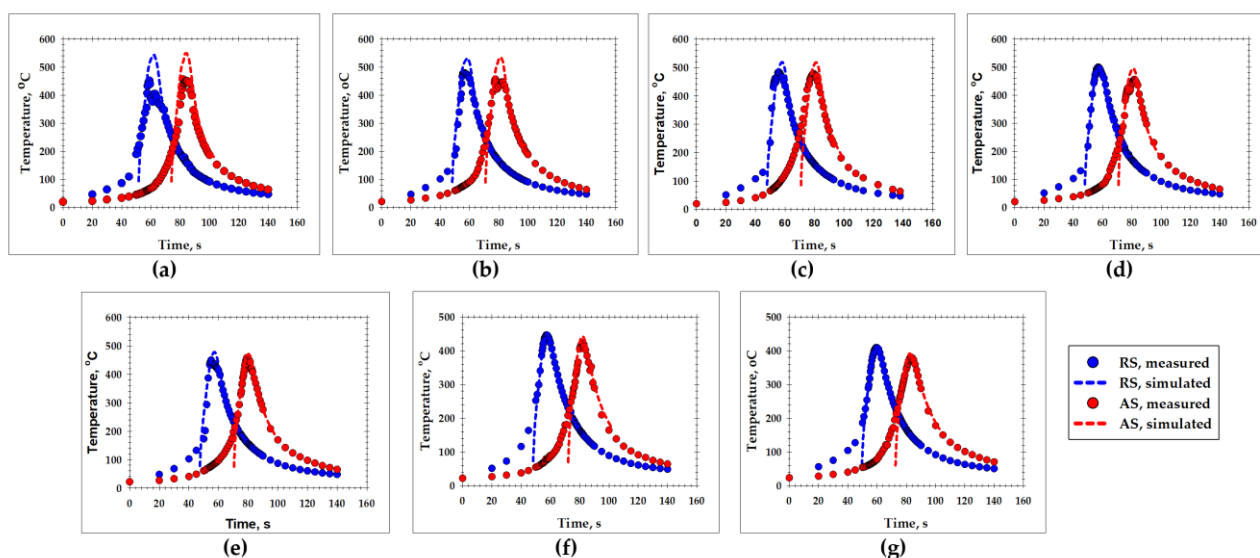 Temperature, °C
600
500
400
300
200
100
0
0 20 40 60 80 100 120 140 160
Time, s
(a)
Temperature, oC
600
500
400
300
200
100
0
0 20 40 60 80 100 120 140 160
Time, s
(b)
Temperature, °C
600
500
400
300
200
100
0
0 20 40 60 80 100 120 140 160
Time, s
(c)
Temperature, °C
600
500
400
300
200
100
0
0 20 40 60 80 100 120 140 160
Time, s
(d)
Temperature, °C
600
500
400
300
200
100
0
0 20 40 60 80 100 120 140 160
Time, s
(e)
Temperature, °C
500
400
300
200
100
0
0 20 40 60 80 100 120 140 160
Time, s
(f)
Temperature, oC
500
400
300
200
100
0
0 20 40 60 80 100 120 140 160
Time, s
(g)
RS, measured
RS, simulated
AS, measured
AS, simulated